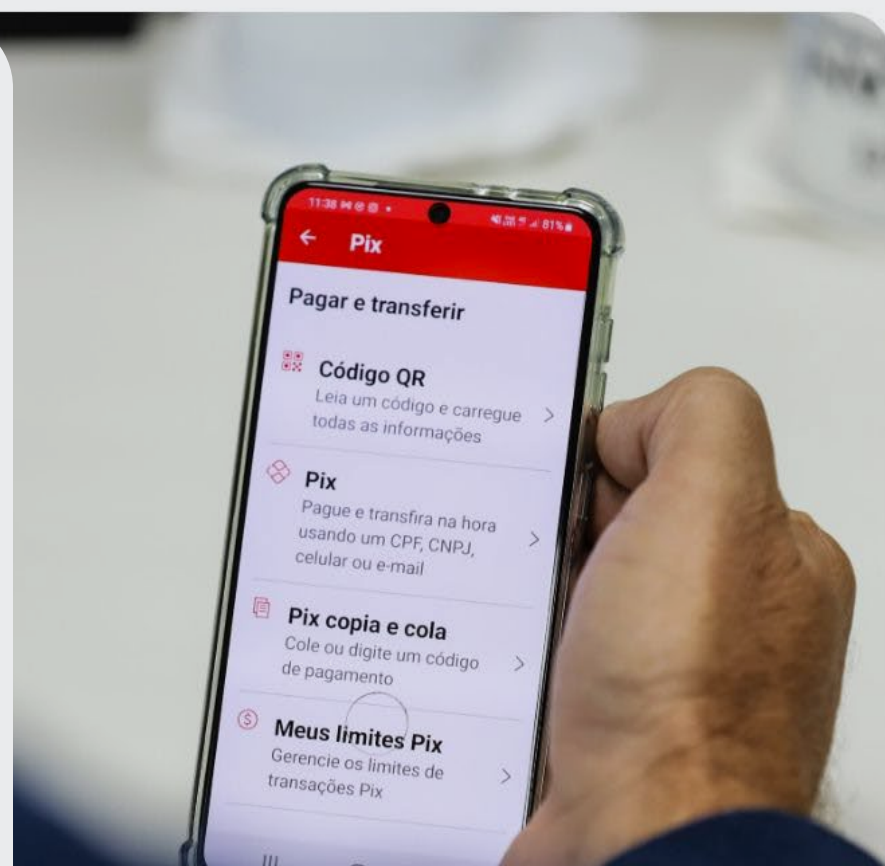 11:38
81%
Pix
Pagar e transferir
Código QR
Leia um código e carregue
todas as informações
Pix
Pague e transfira na hora
usando um CPF, CNPJ,
celular ou e-mail
Pix copia e cola
Cole ou digite um código
de pagamento
Meus limites Pix
Gerencie os limites de
transações Pix